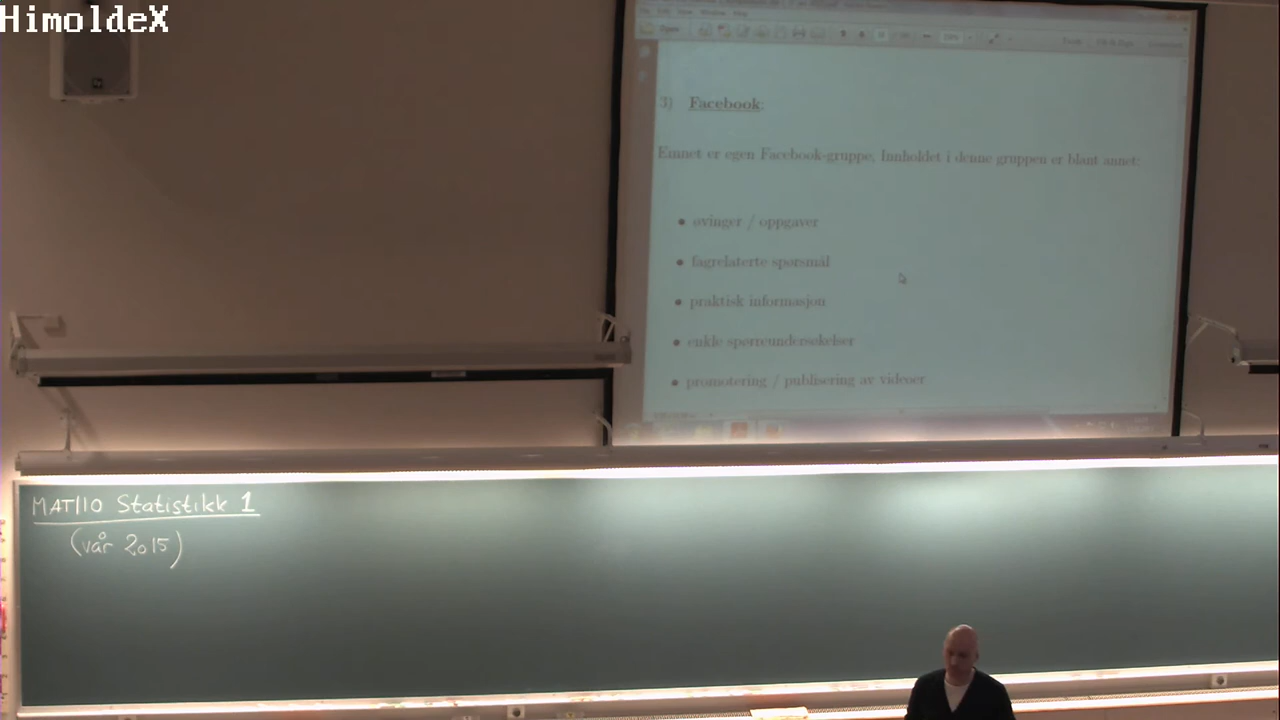 HimoldeX
3) Facebook:
Emnet er egen Facebook-gruppe. Innholdet i denne gruppen er blant annet:
• øvinger / oppgaver
• fagrelaterte spørsmål
• praktisk informasjon
• enkle spørreundersøkelser
• promotering / publisering av videoer
MAT110 Statistikk 1
(vår 2015)